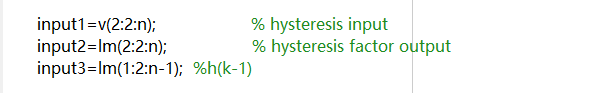 input1=v(2:2:n); % hysteresis input
input2=lm(2:2:n); % hysteresis factor output
input3=lm(1:2:n-1); %h(k-1)